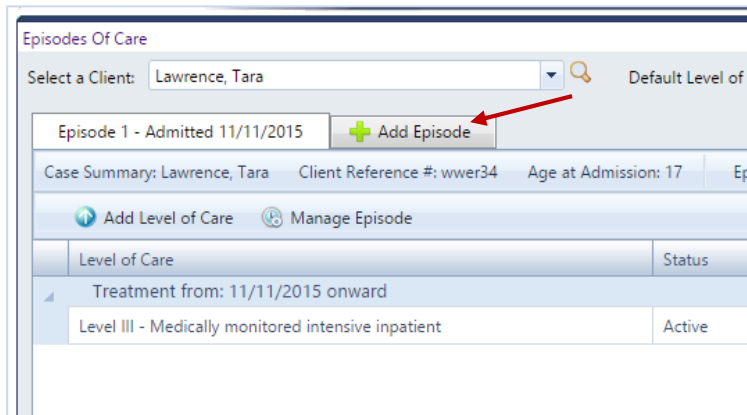 Episodes Of Care
Select a Client: Lawrence, Tara Default Level of
Episode 1 - Admitted 11/11/2015 Add Episode
Case Summary: Lawrence, Tara Client Reference #: wwer34 Age at Admission: 17 Ep
Add Level of Care Manage Episode
Level of Care Status
Treatment from: 11/11/2015 onward
Level III - Medically monitored intensive inpatient Active